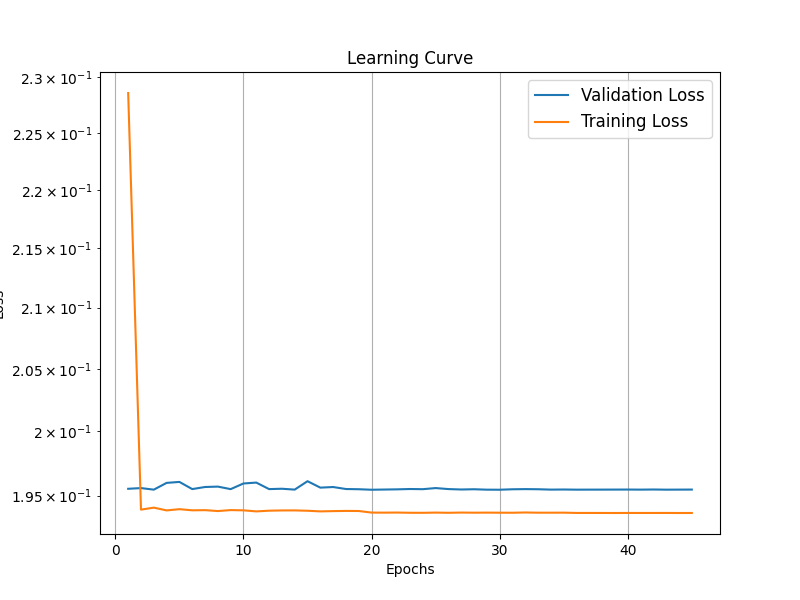 Learning Curve
2.3 × 10⁻¹
2.25 × 10⁻¹
2.2 × 10⁻¹
2.15 × 10⁻¹
2.1 × 10⁻¹
2.05 × 10⁻¹
2 × 10⁻¹
1.95 × 10⁻¹
Validation Loss
Training Loss
0 10 20 30 40
Epochs